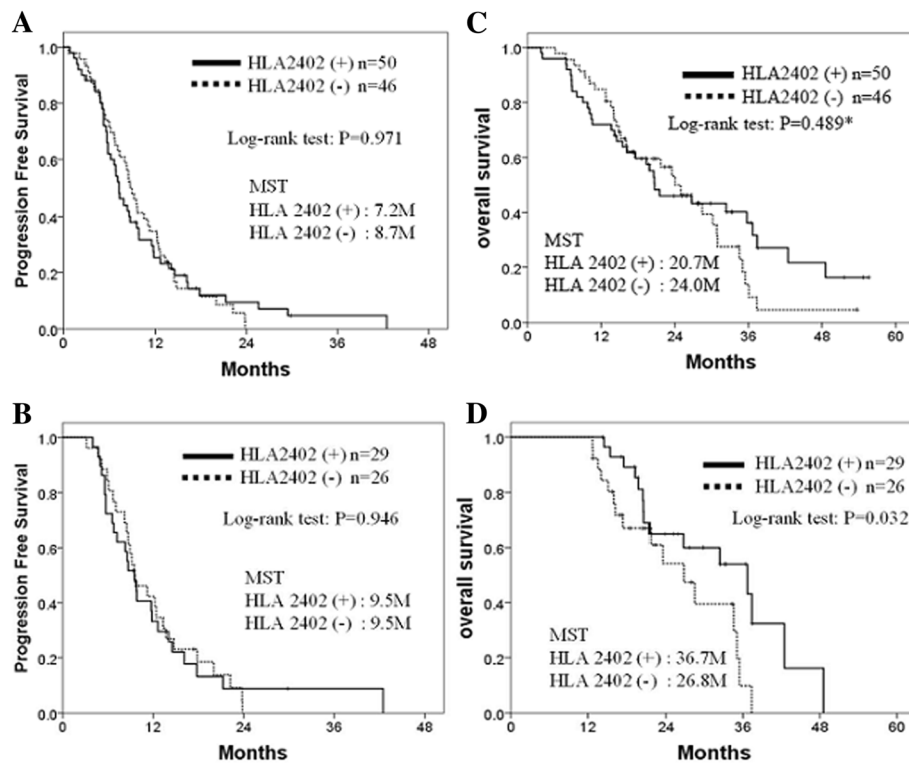 A
Progression Free Survival
1.0
0.8
0.6
0.4
0.2
0.0
HLA2402 (+) n=50
HLA2402 (-) n=46
Log-rank test: P=0.971
MST
HLA 2402 (+) : 7.2M
HLA 2402 (-) : 8.7M
0 12 24 36 48
Months
C
overall survival
1.0
0.8
0.6
0.4
0.2
0.0
HLA2402 (+) n=50
HLA2402 (-) n=46
Log-rank test: P=0.489*
MST
HLA 2402 (+) : 20.7M
HLA 2402 (-) : 24.0M
0 12 24 36 48 60
Months
B
Progression Free Survival
1.0
0.8
0.6
0.4
0.2
0.0
HLA2402 (+) n=29
HLA2402 (-) n=26
Log-rank test: P=0.946
MST
HLA 2402 (+) : 9.5M
HLA 2402 (-) : 9.5M
0 12 24 36 48
Months
D
overall survival
1.0
0.8
0.6
0.4
0.2
0.0
HLA2402 (+) n=29
HLA2402 (-) n=26
Log-rank test: P=0.032
MST
HLA 2402 (+) : 36.7M
HLA 2402 (-) : 26.8M
0 12 24 36 48 60
Months